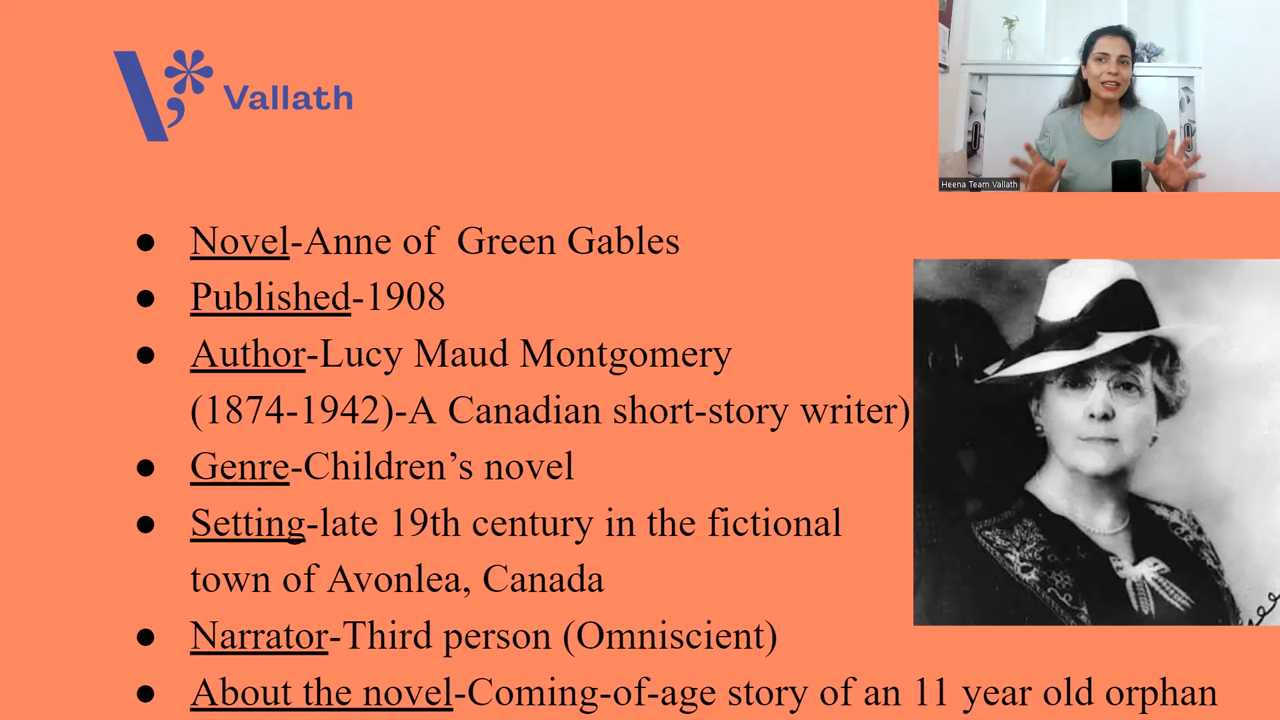 Vallath
Heena Team Vallath
● Novel-Anne of  Green Gables
● Published-1908
● Author-Lucy Maud Montgomery
(1874-1942)-A Canadian short-story writer)
● Genre-Children’s novel
● Setting-late 19th century in the fictional
town of Avonlea, Canada
● Narrator-Third person (Omniscient)
● About the novel-Coming-of-age story of an 11 year old orphan